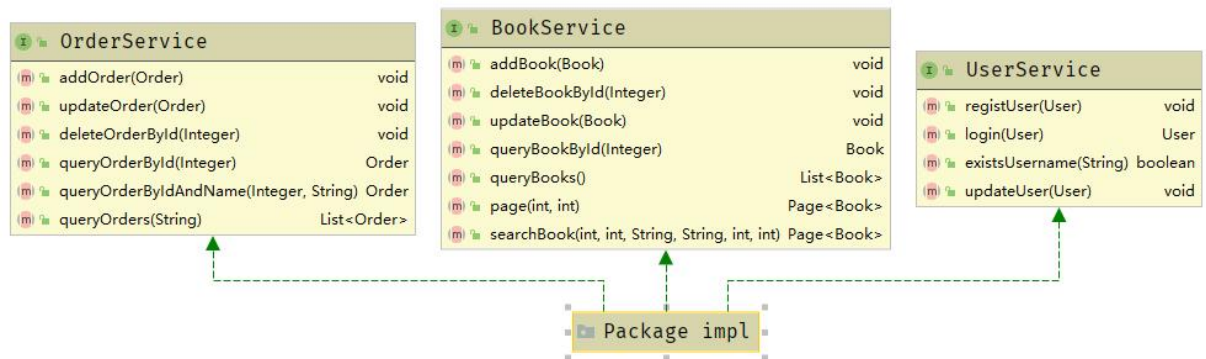 OrderService
addOrder(Order) void
updateOrder(Order) void
deleteOrderById(Integer) void
queryOrderById(Integer) Order
queryOrderByIdAndName(Integer, String) Order
queryOrders(String) List<Order>
BookService
addBook(Book) void
deleteBookById(Integer) void
updateBook(Book) void
queryBookById(Integer) Book
queryBooks() List<Book>
page(int, int) Page<Book>
searchBook(int, int, String, String, int, int) Page<Book>
UserService
registUser(User) void
login(User) User
existsUsername(String) boolean
updateUser(User) void
Package impl